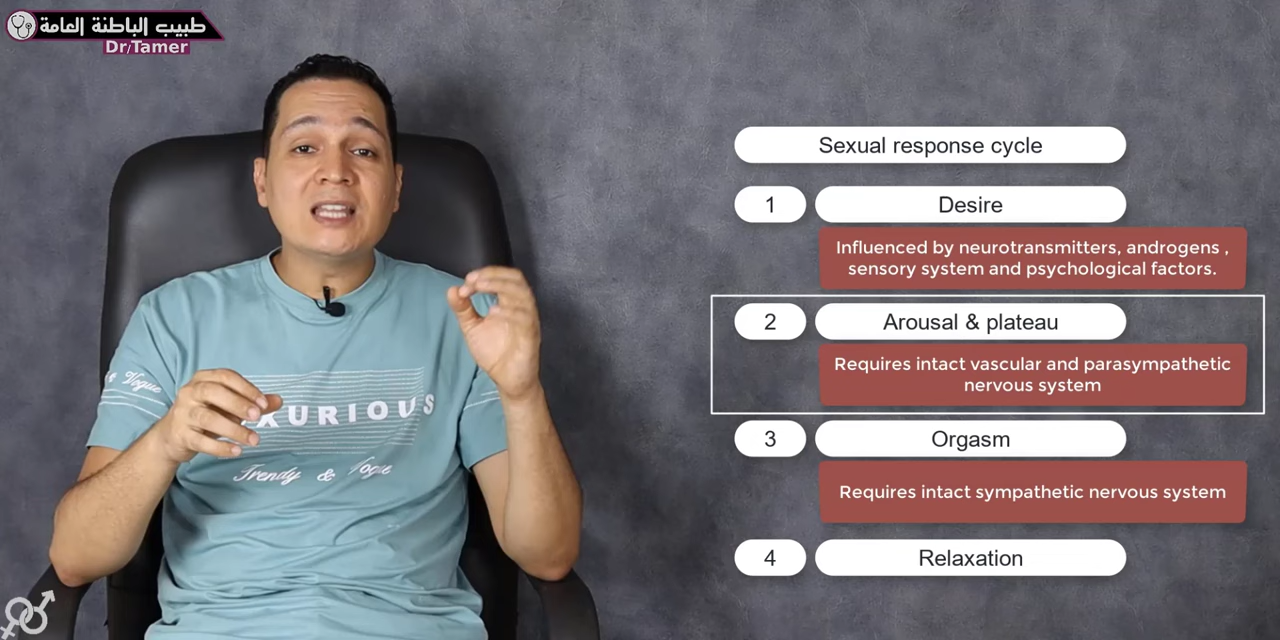 طبيب الباطنة العامة
Dr/Tamer
Sexual response cycle
1
Desire
Influenced by neurotransmitters, androgens ,
sensory system and psychological factors.
2
Arousal & plateau
Requires intact vascular and parasympathetic
nervous system
3
Orgasm
Requires intact sympathetic nervous system
4
Relaxation
Vogue
XURIOUS
Trendy & Vogue